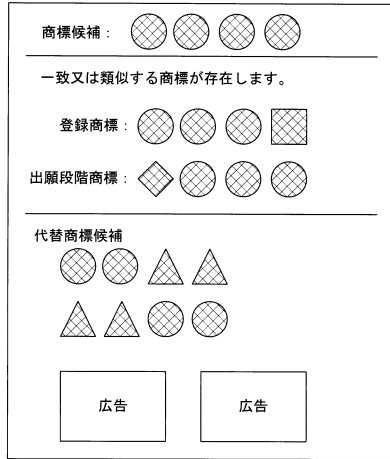 商標候補：
一致又は類似する商標が存在します。
登録商標：
出願段階商標：
代替商標候補
広告
広告